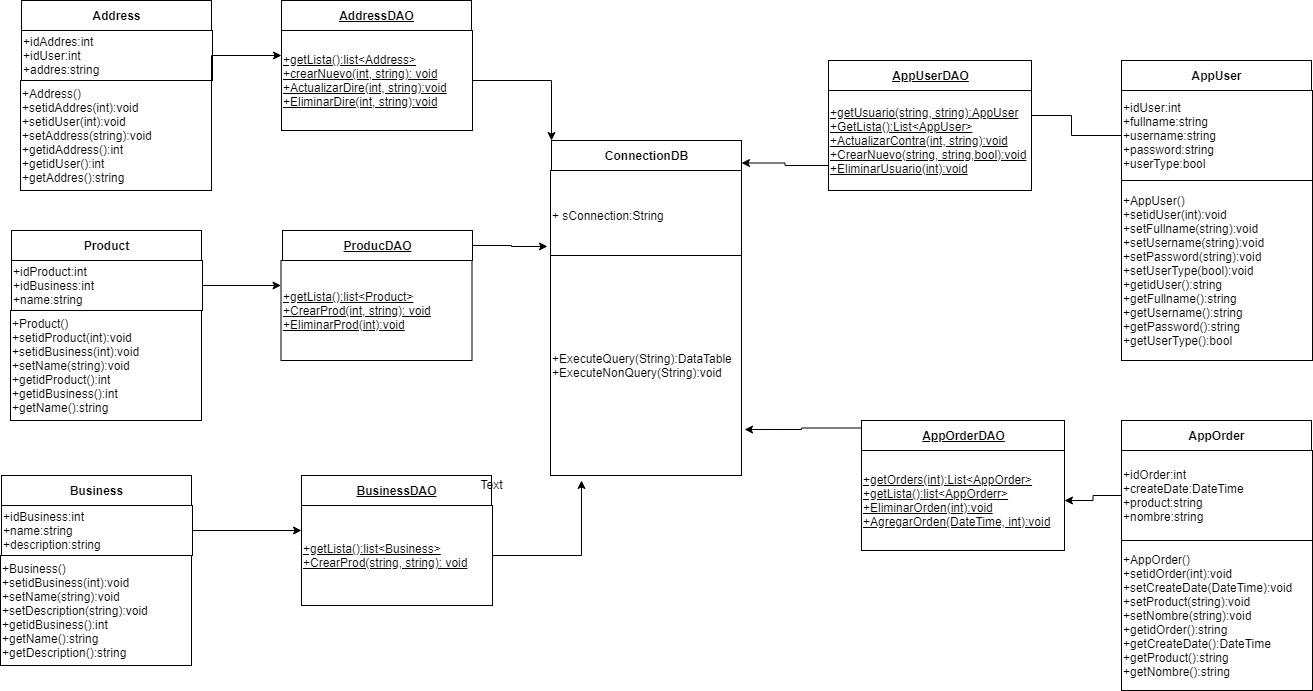 Address
+idAddres:int
+idUser:int
+addres:string
+Address()
+setidAddres(int):void
+setidUser(int):void
+setAddress(string):void
+getidAddress():int
+getidUser():int
+getAddres():string
AddressDAO
+getLista():list<Address>
+crearNuevo(int, string): void
+ActualizarDire(int, string):void
+EliminarDire(int, string):void
Product
+idProduct:int
+idBusiness:int
+name:string
+Product()
+setidProduct(int):void
+setidBusiness(int):void
+setName(string):void
+getidProduct():int
+getidBusiness():int
+getName():string
ProducDAO
+getLista():list<Product>
+CrearProd(int, string): void
+EliminarProd(int):void
Business
+idBusiness:int
+name:string
+description:string
+Business()
+setidBusiness(int):void
+setName(string):void
+setDescription(string):void
+getidBusiness():int
+getName():string
+getDescription():string
BusinessDAO
Text
+getLista():list<Business>
+CrearProd(string, string): void
ConnectionDB
+ sConnection:String
+ExecuteQuery(String):DataTable
+ExecuteNonQuery(String):void
AppUserDAO
+getUsuario(string, string):AppUser
+GetLista():List<AppUser>
+ActualizarContra(int, string):void
+CrearNuevo(string, string,bool):void
+EliminarUsuario(int):void
AppUser
+idUser:int
+fullname:string
+username:string
+password:string
+userType:bool
+AppUser()
+setidUser(int):void
+setFullname(string):void
+setUsername(string):void
+setPassword(string):void
+setUserType(bool):void
+getidUser():string
+getFullname():string
+getUsername():string
+getPassword():string
+getUserType():bool
AppOrderDAO
+getOrders(int):List<AppOrder>
+getLista():list<AppOrderr>
+EliminarOrden(int):void
+AgregarOrden(DateTime, int):void
AppOrder
+idOrder:int
+createDate:DateTime
+product:string
+nombre:string
+AppOrder()
+setidOrder(int):void
+setCreateDate(DateTime):void
+setProduct(string):void
+setNombre(string):void
+getidOrder():string
+getCreateDate():DateTime
+getProduct():string
+getNombre():string